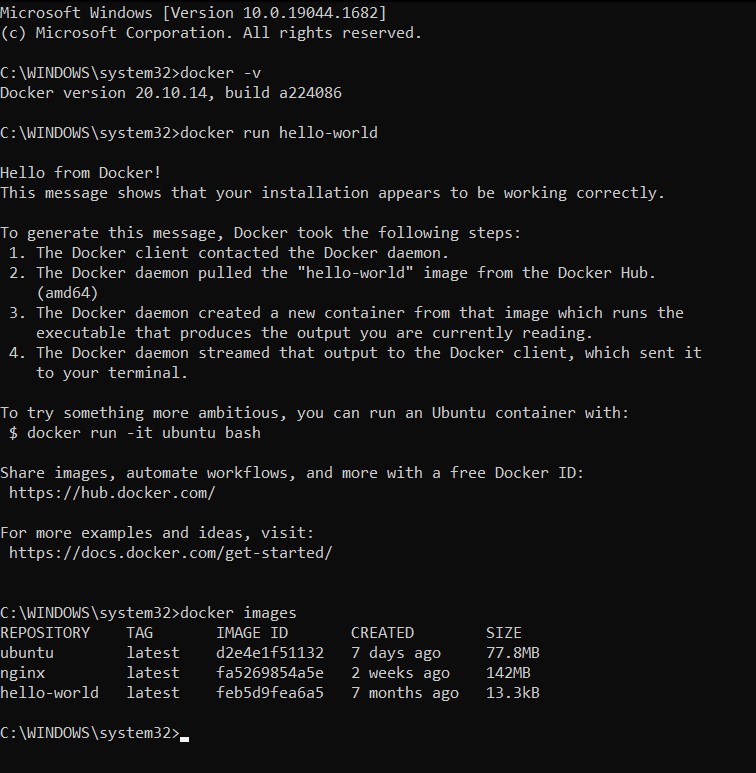 Microsoft Windows [Version 10.0.19044.1682]
(c) Microsoft Corporation. All rights reserved.
C:\WINDOWS\system32>docker -v
Docker version 20.10.14, build a224086
C:\WINDOWS\system32>docker run hello-world
Hello from Docker!
This message shows that your installation appears to be working correctly.
To generate this message, Docker took the following steps:
 1. The Docker client contacted the Docker daemon.
 2. The Docker daemon pulled the "hello-world" image from the Docker Hub.
    (amd64)
 3. The Docker daemon created a new container from that image which runs the
    executable that produces the output you are currently reading.
 4. The Docker daemon streamed that output to the Docker client, which sent it
    to your terminal.
To try something more ambitious, you can run an Ubuntu container with:
 $ docker run -it ubuntu bash
Share images, automate workflows, and more with a free Docker ID:
 https://hub.docker.com/
For more examples and ideas, visit:
 https://docs.docker.com/get-started/
C:\WINDOWS\system32>docker images
REPOSITORY    TAG       IMAGE ID       CREATED        SIZE
ubuntu        latest    d2e4e1f51132   7 days ago     77.8MB
nginx         latest    fa5269854a5e   2 weeks ago    142MB
hello-world   latest    feb5d9fea6a5   7 months ago   13.3kB
C:\WINDOWS\system32>